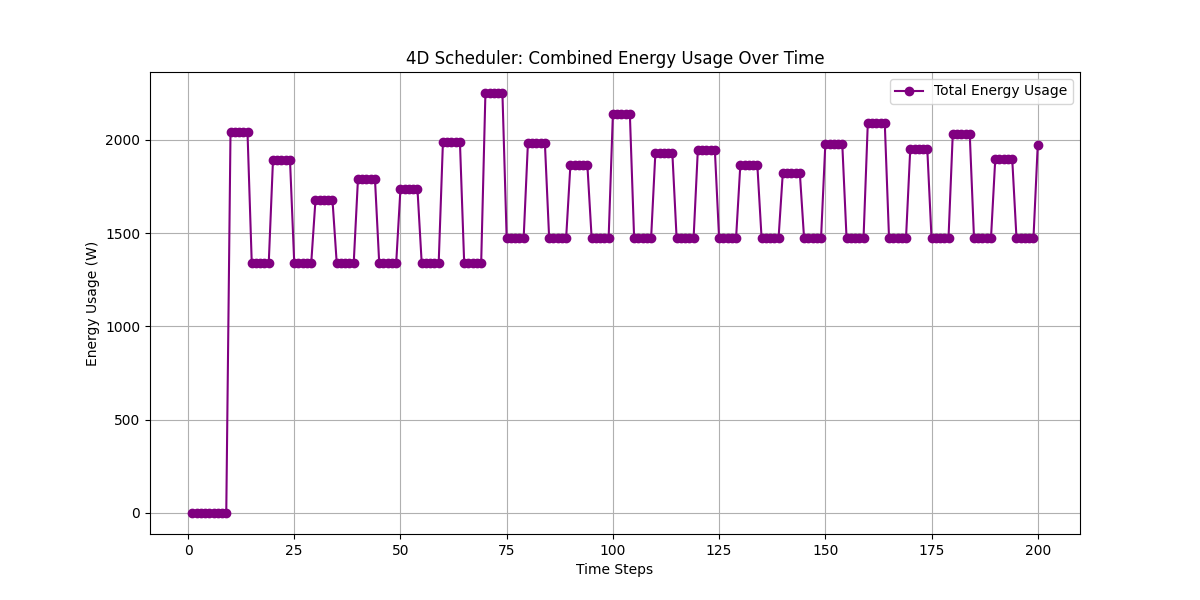 4D Scheduler: Combined Energy Usage Over Time
Total Energy Usage
Energy Usage (W)
2000
1500
1000
500
0
0 25 50 75 100 125 150 175 200
Time Steps